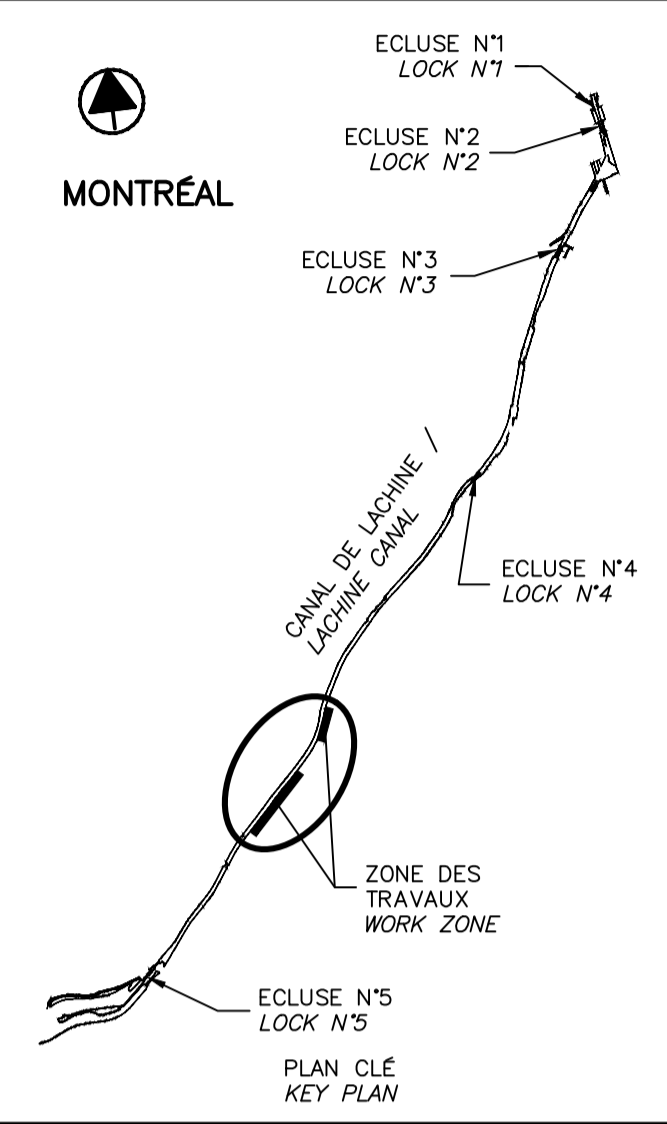 ECLUSE N°1
LOCK N°1
ECLUSE N°2
LOCK N°2
MONTRÉAL
ECLUSE N°3
LOCK N°3
CANAL DE LACHINE /
LACHINE CANAL
ECLUSE N°4
LOCK N°4
ZONE DES
TRAVAUX
WORK ZONE
ECLUSE N°5
LOCK N°5
PLAN CLÉ
KEY PLAN